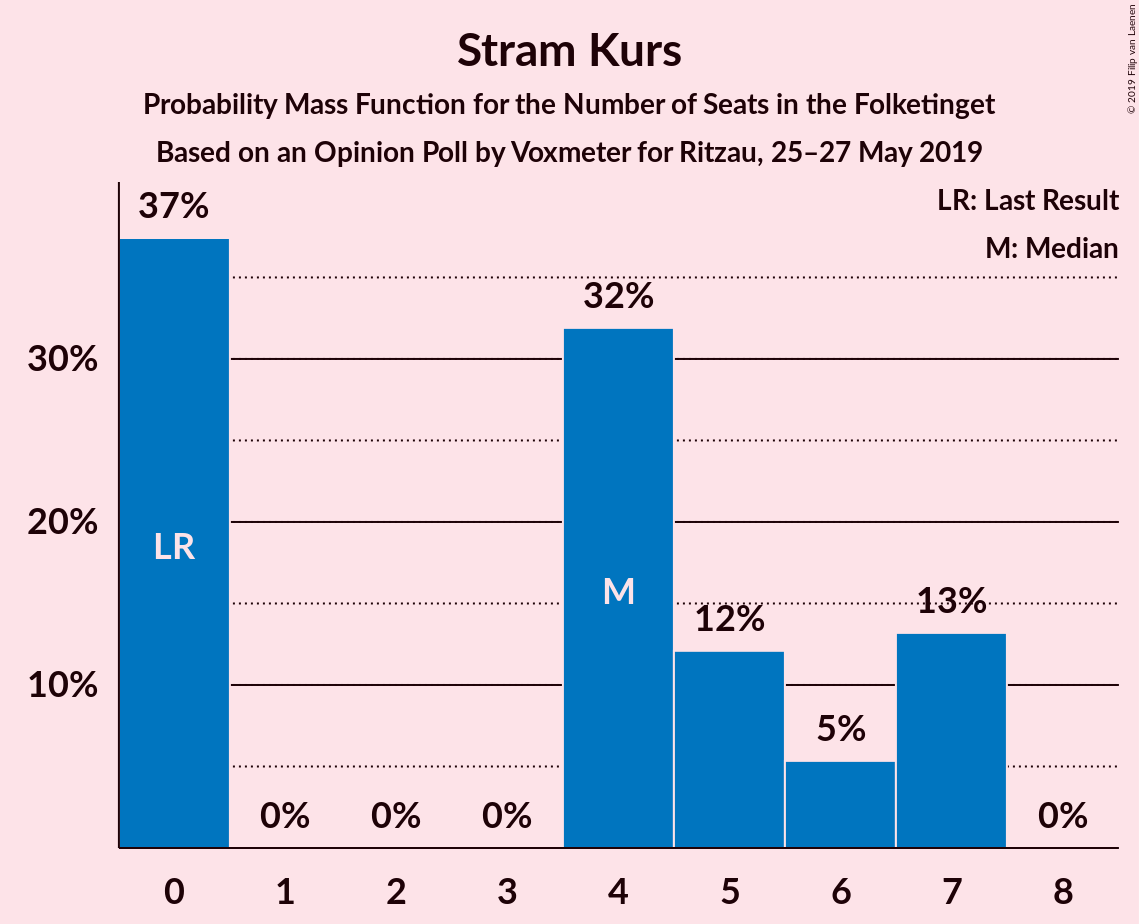 Stram Kurs
Probability Mass Function for the Number of Seats in the Folketinget
Based on an Opinion Poll by Voxmeter for Ritzau, 25–27 May 2019
© 2019 Filip van Laenen
LR: Last Result
M: Median
37%
32%
30%
20%
LR
M
12%
13%
10%
5%
0%
0%
0%
0%
0
1
2
3
4
5
6
7
8